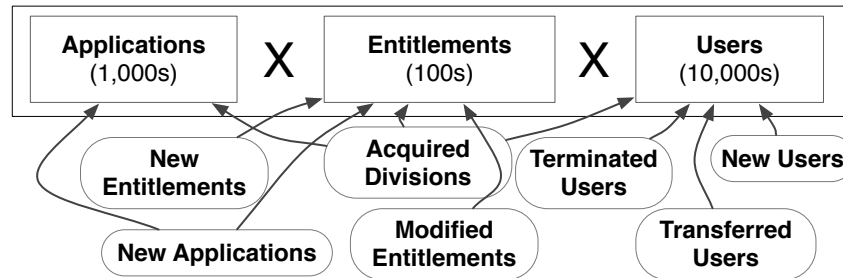 Applications
(1,000s)
X
Entitlements
(100s)
X
Users
(10,000s)
New
Entitlements
Acquired
Divisions
Terminated
Users
New Users
New Applications
Modified
Entitlements
Transferred
Users